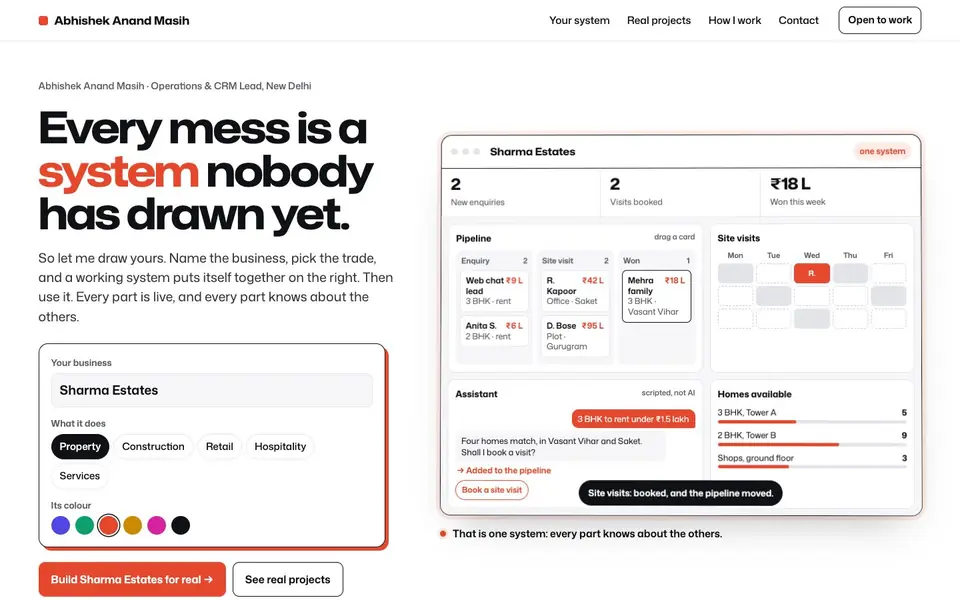 Abhishek Anand Masih
Your system
Real projects
How I work
Contact
Open to work
Abhishek Anand Masih · Operations & CRM Lead, New Delhi
Every mess is a
system nobody
has drawn yet.
So let me draw yours. Name the business, pick the trade,
and a working system puts itself together on the right. Then
use it. Every part is live, and every part knows about the
others.
Your business
Sharma Estates
What it does
Property
Construction
Retail
Hospitality
Services
Its colour
Build Sharma Estates for real →
See real projects
Sharma Estates
one system
2
New enquiries
2
Visits booked
₹18 L
Won this week
Pipeline
drag a card
Enquiry 2
Web chat lead ₹9 L
3 BHK · rent
Anita S. ₹6 L
2 BHK · rent
Site visit 2
R. Kapoor ₹42 L
Office · Saket
D. Bose ₹95 L
Plot · Gurugram
Won 1
Mehra family ₹18 L
3 BHK · Vasant Vihar
Site visits
Mon Tue Wed Thu Fri
R.
Assistant
scripted, not AI
3 BHK to rent under ₹1.5 lakh
Four homes match, in Vasant Vihar and Saket.
Shall I book a visit?
→ Added to the pipeline
Book a site visit
Homes available
3 BHK, Tower A 5
2 BHK, Tower B 9
Shops, ground floor 3
Site visits: booked, and the pipeline moved.
That is one system: every part knows about the others.